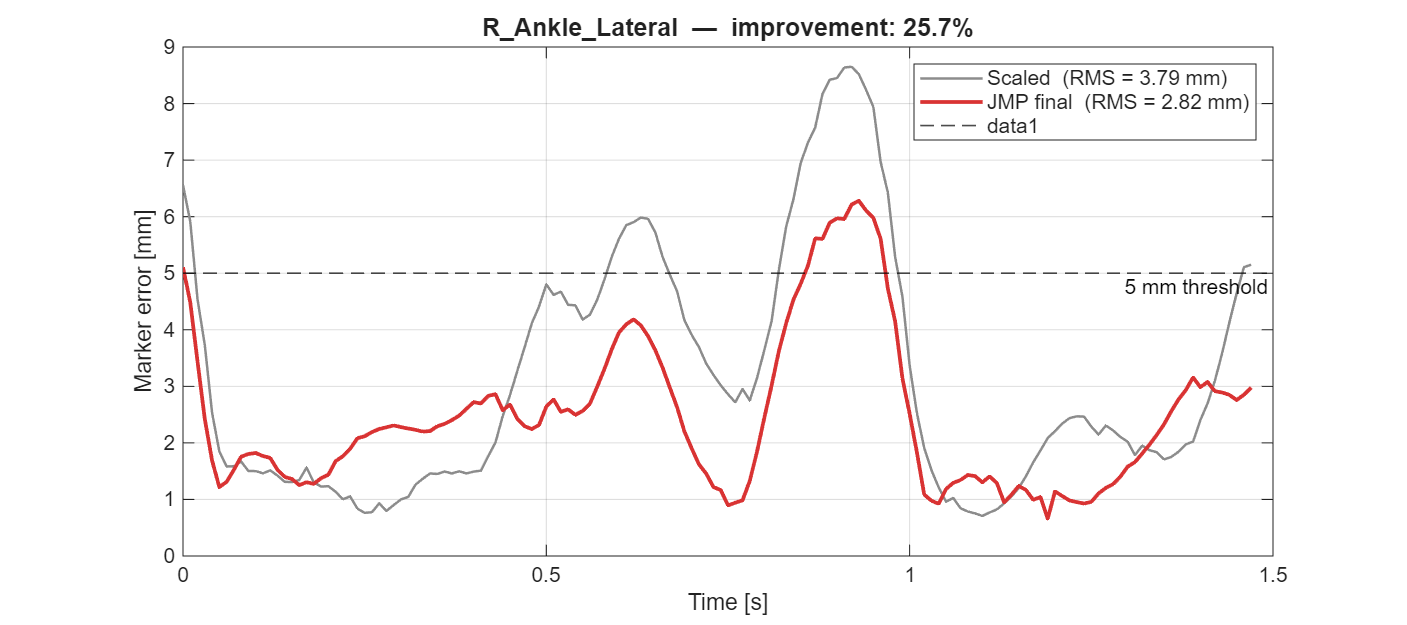 R_Ankle_Lateral — improvement: 25.7%
9
8
7
6
5
4
3
2
1
0
Marker error [mm]
Scaled (RMS = 3.79 mm)
JMP final (RMS = 2.82 mm)
data1
5 mm threshold
0 0.5 1 1.5
Time [s]